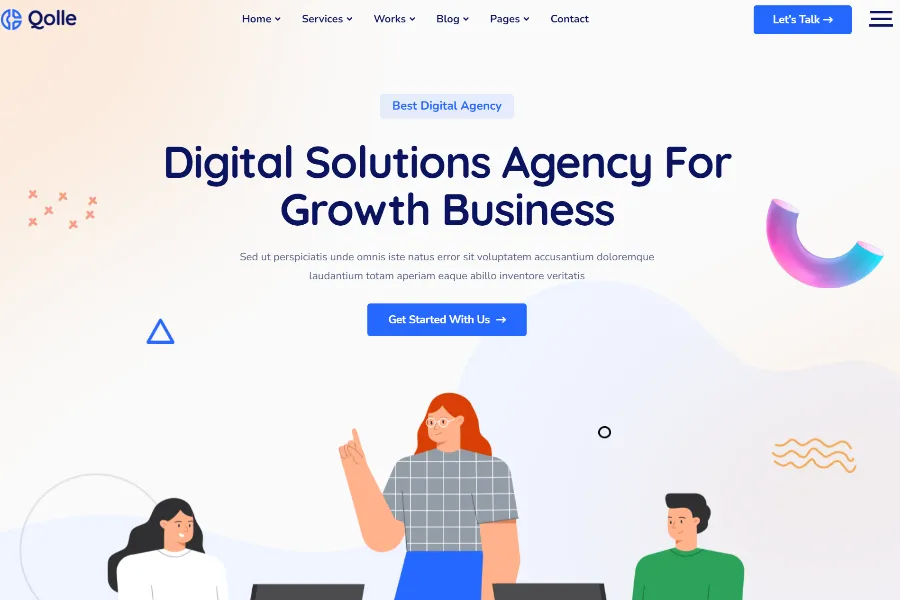 Qolle
Home Services Works Blog Pages Contact
Let's Talk →
Best Digital Agency
Digital Solutions Agency For
Growth Business
Sed ut perspiciatis unde omnis iste natus error sit voluptatem accusantium doloremque
laudantium totam aperiam eaque abillo inventore veritatis
Get Started With Us →